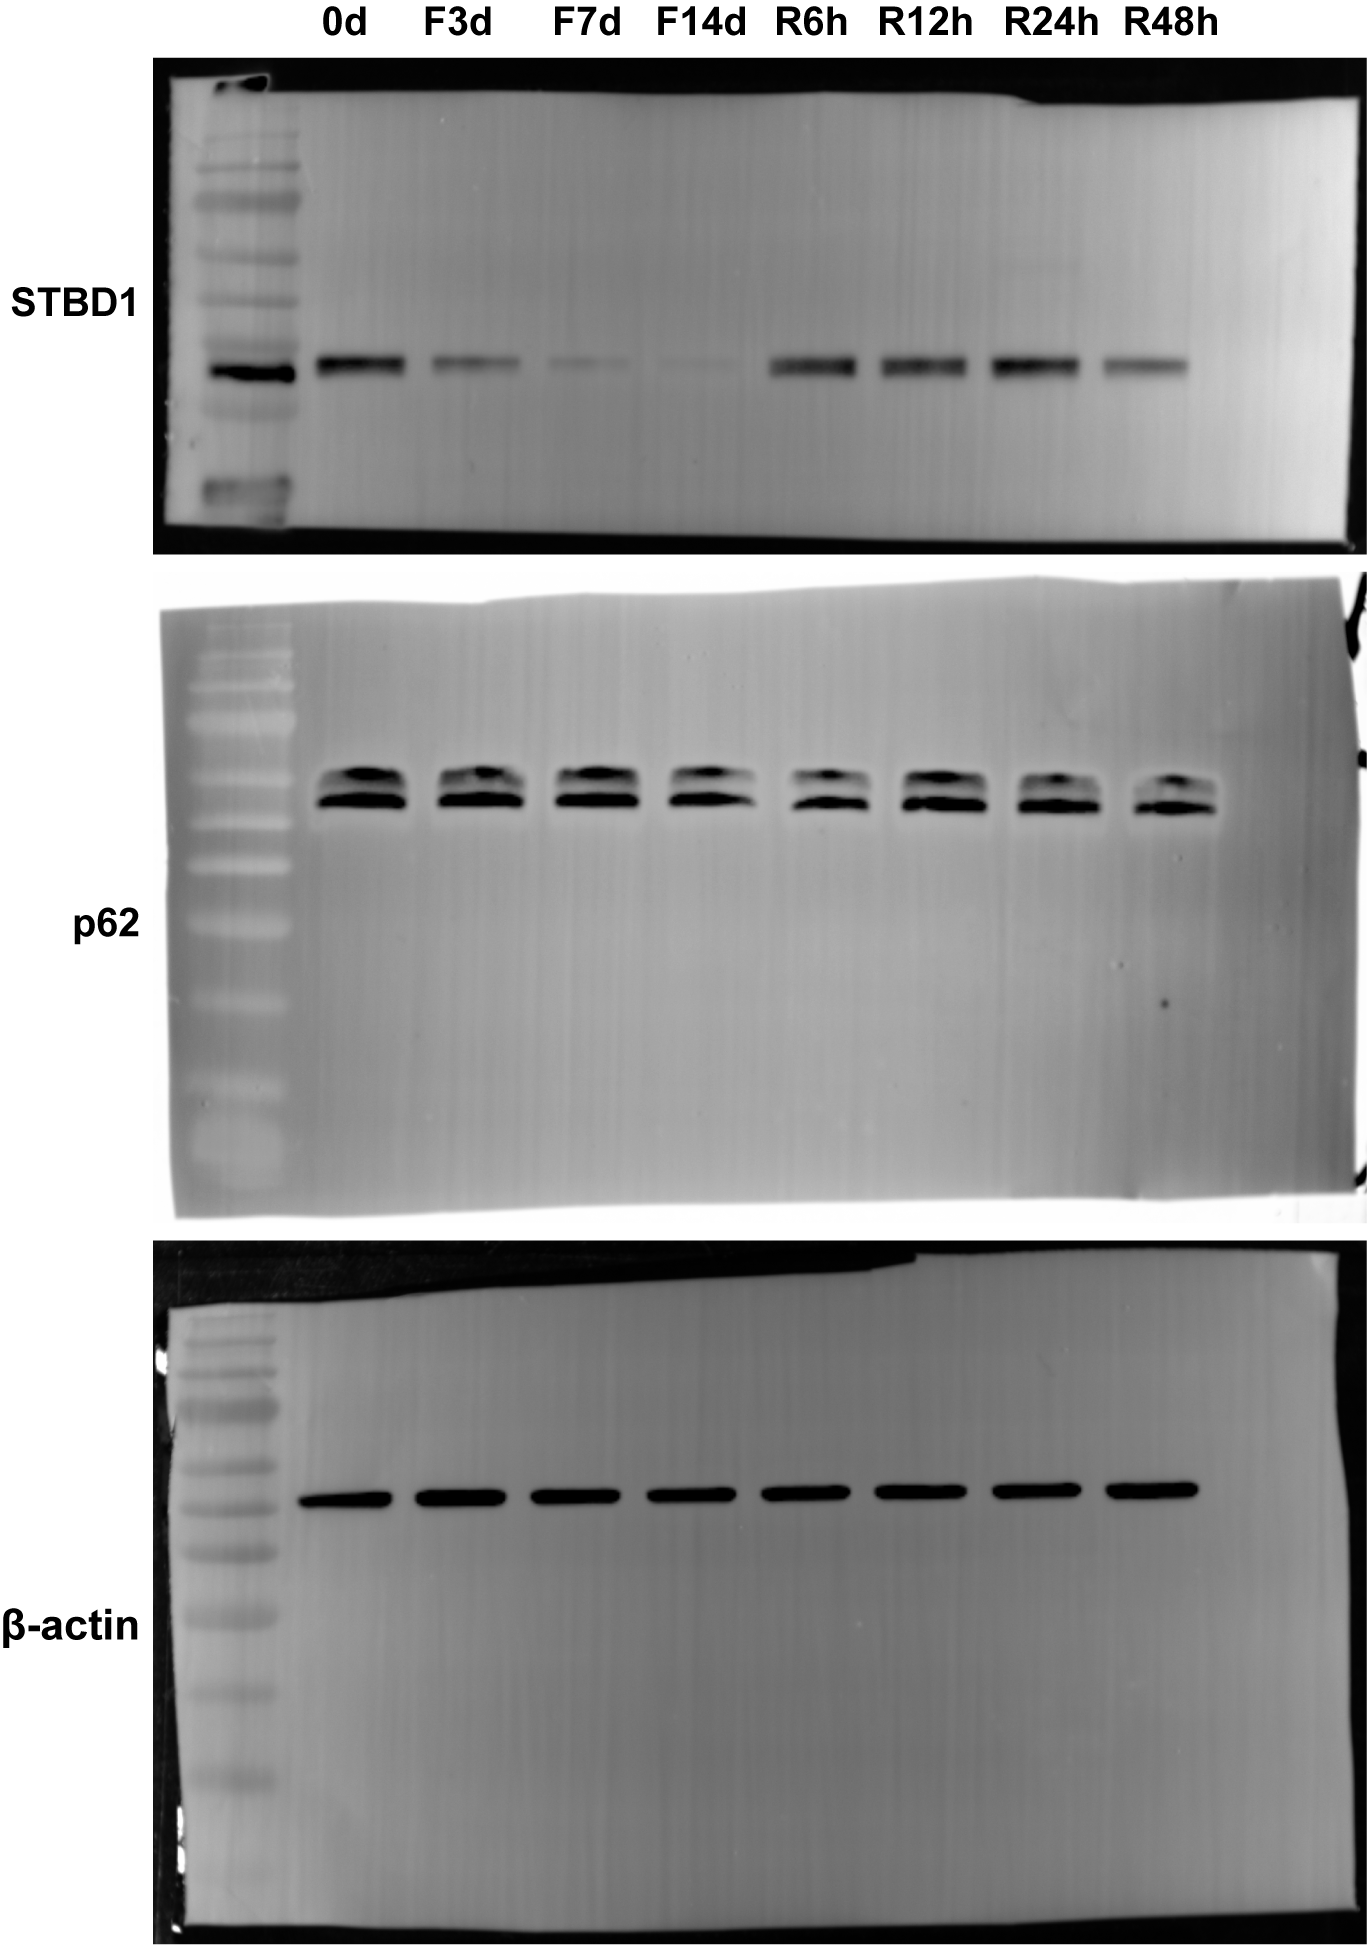 0d F3d F7d F14d R6h R12h R24h R48h
STBD1
p62
β-actin